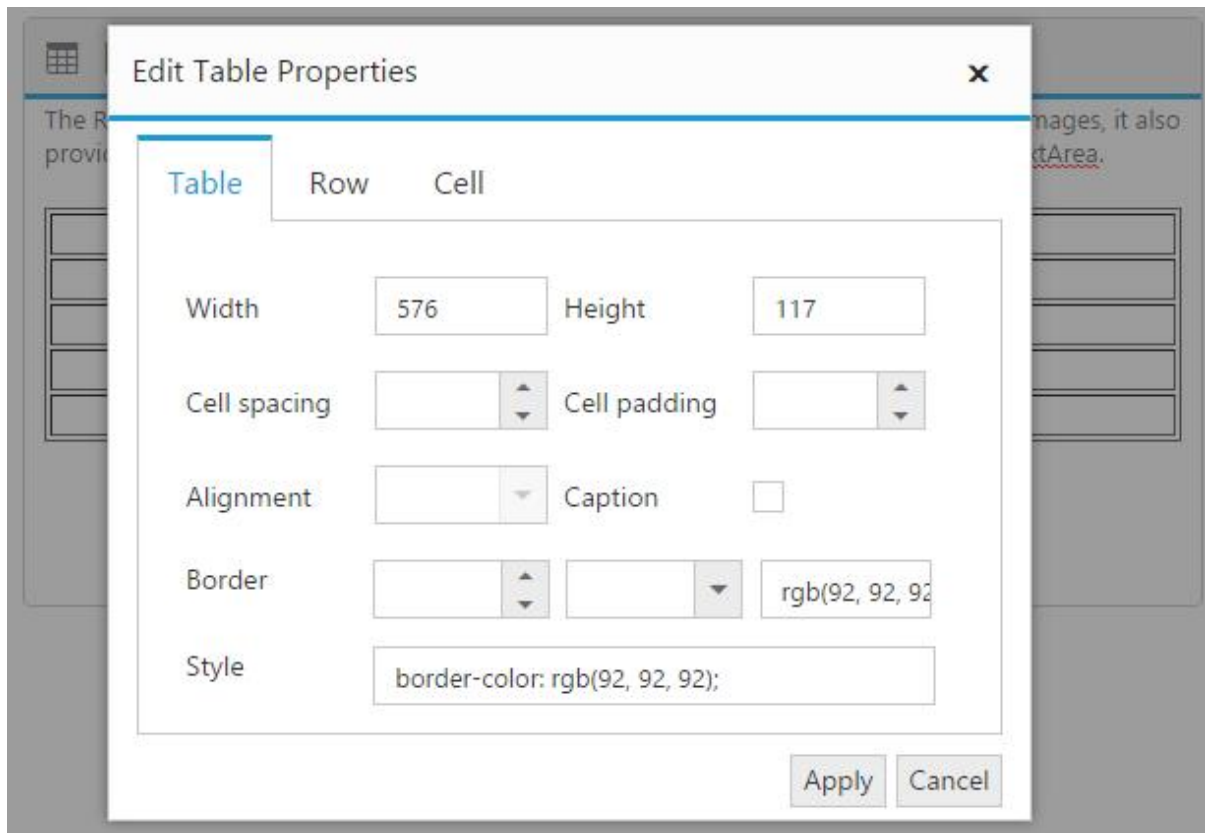 Edit Table Properties
The R
mages, it also
provi
xtArea.
Table Row Cell
Width 576 Height 117
Cell spacing Cell padding
Alignment Caption
Border rgb(92, 92, 92
Style border-color: rgb(92, 92, 92);
Apply Cancel